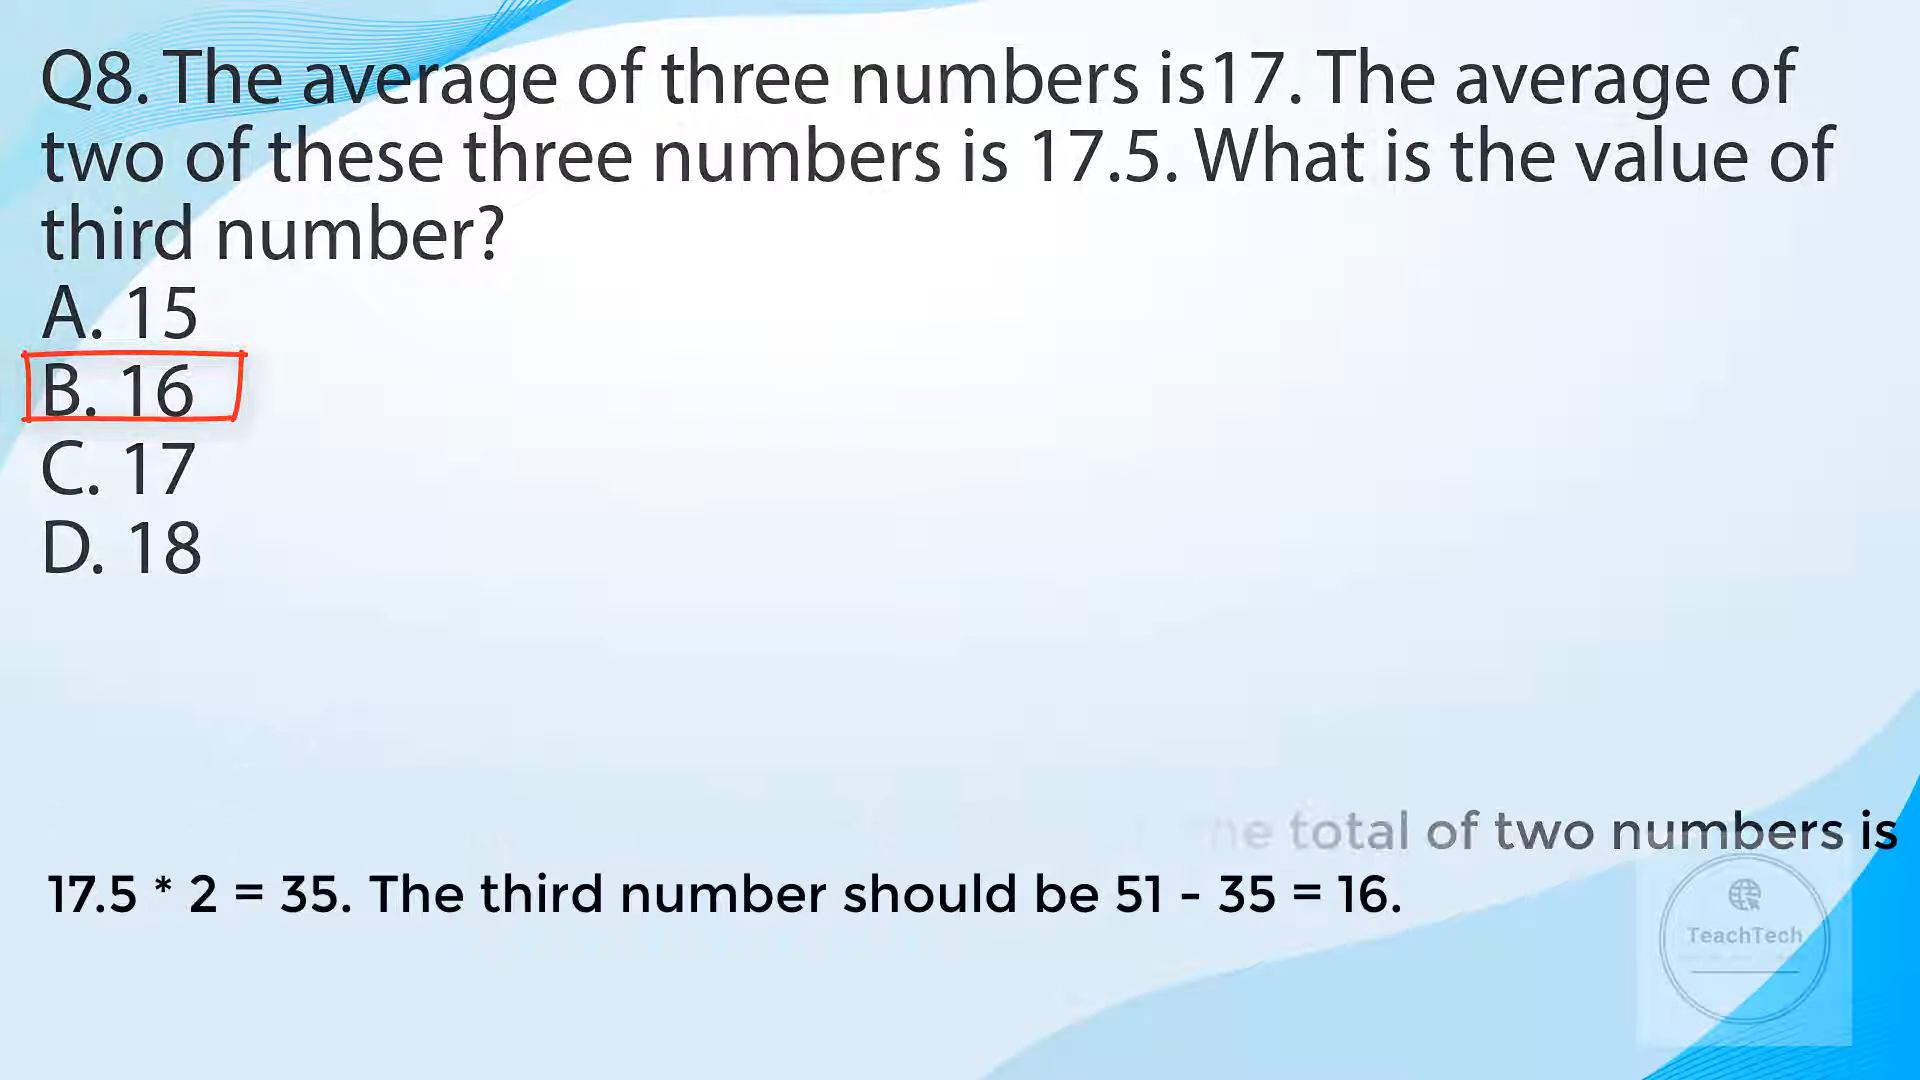 Q8. The average of three numbers is17. The average of
two of these three numbers is 17.5. What is the value of
third number?
A. 15
B. 16
C. 17
D. 18
total of two numbers is
17.5 * 2 = 35. The third number should be 51 - 35 = 16.
TeachTech